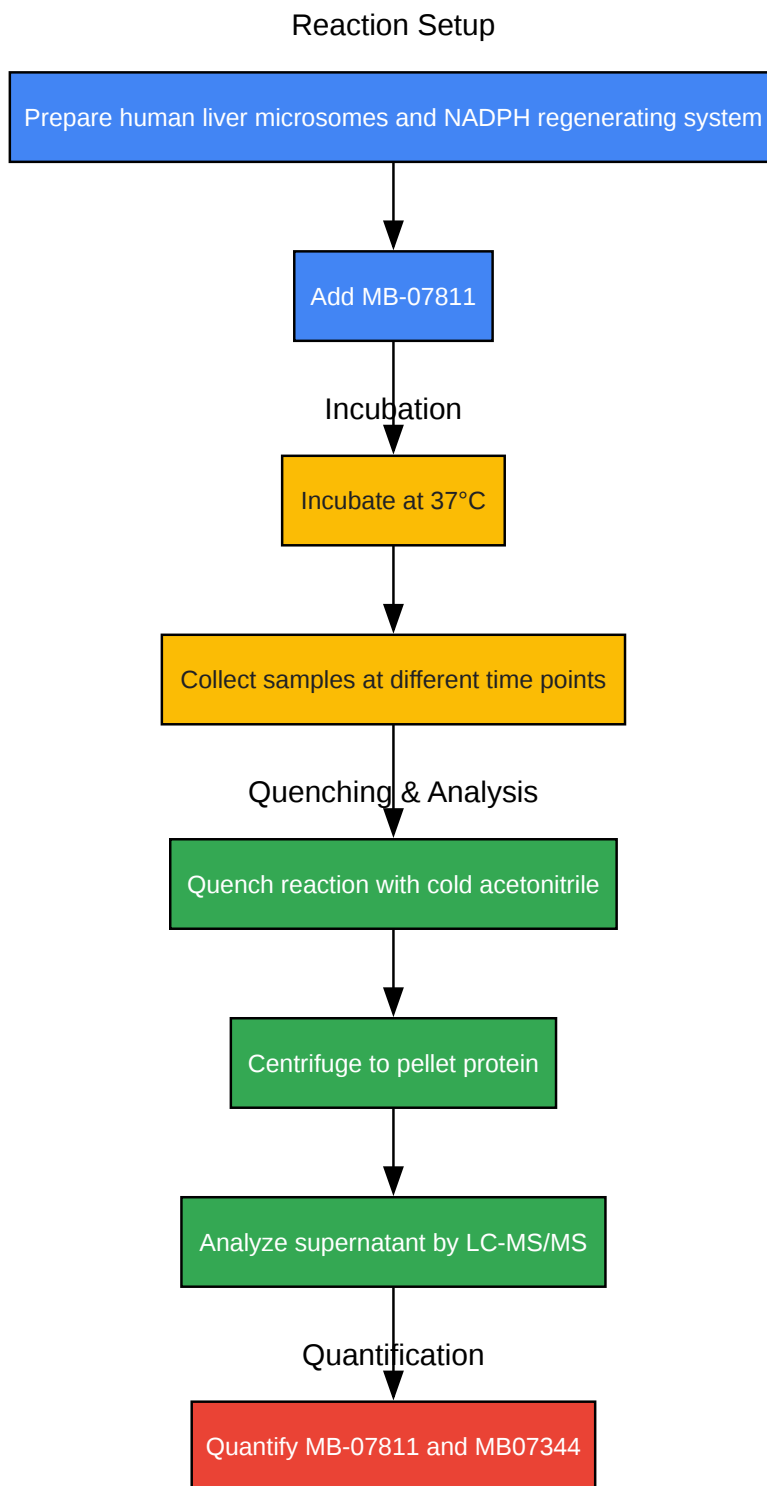 Reaction Setup
Prepare human liver microsomes and NADPH regenerating system
Add MB-07811
Incubation
Incubate at 37°C
Collect samples at different time points
Quenching & Analysis
Quench reaction with cold acetonitrile
Centrifuge to pellet protein
Analyze supernatant by LC-MS/MS
Quantification
Quantify MB-07811 and MB07344